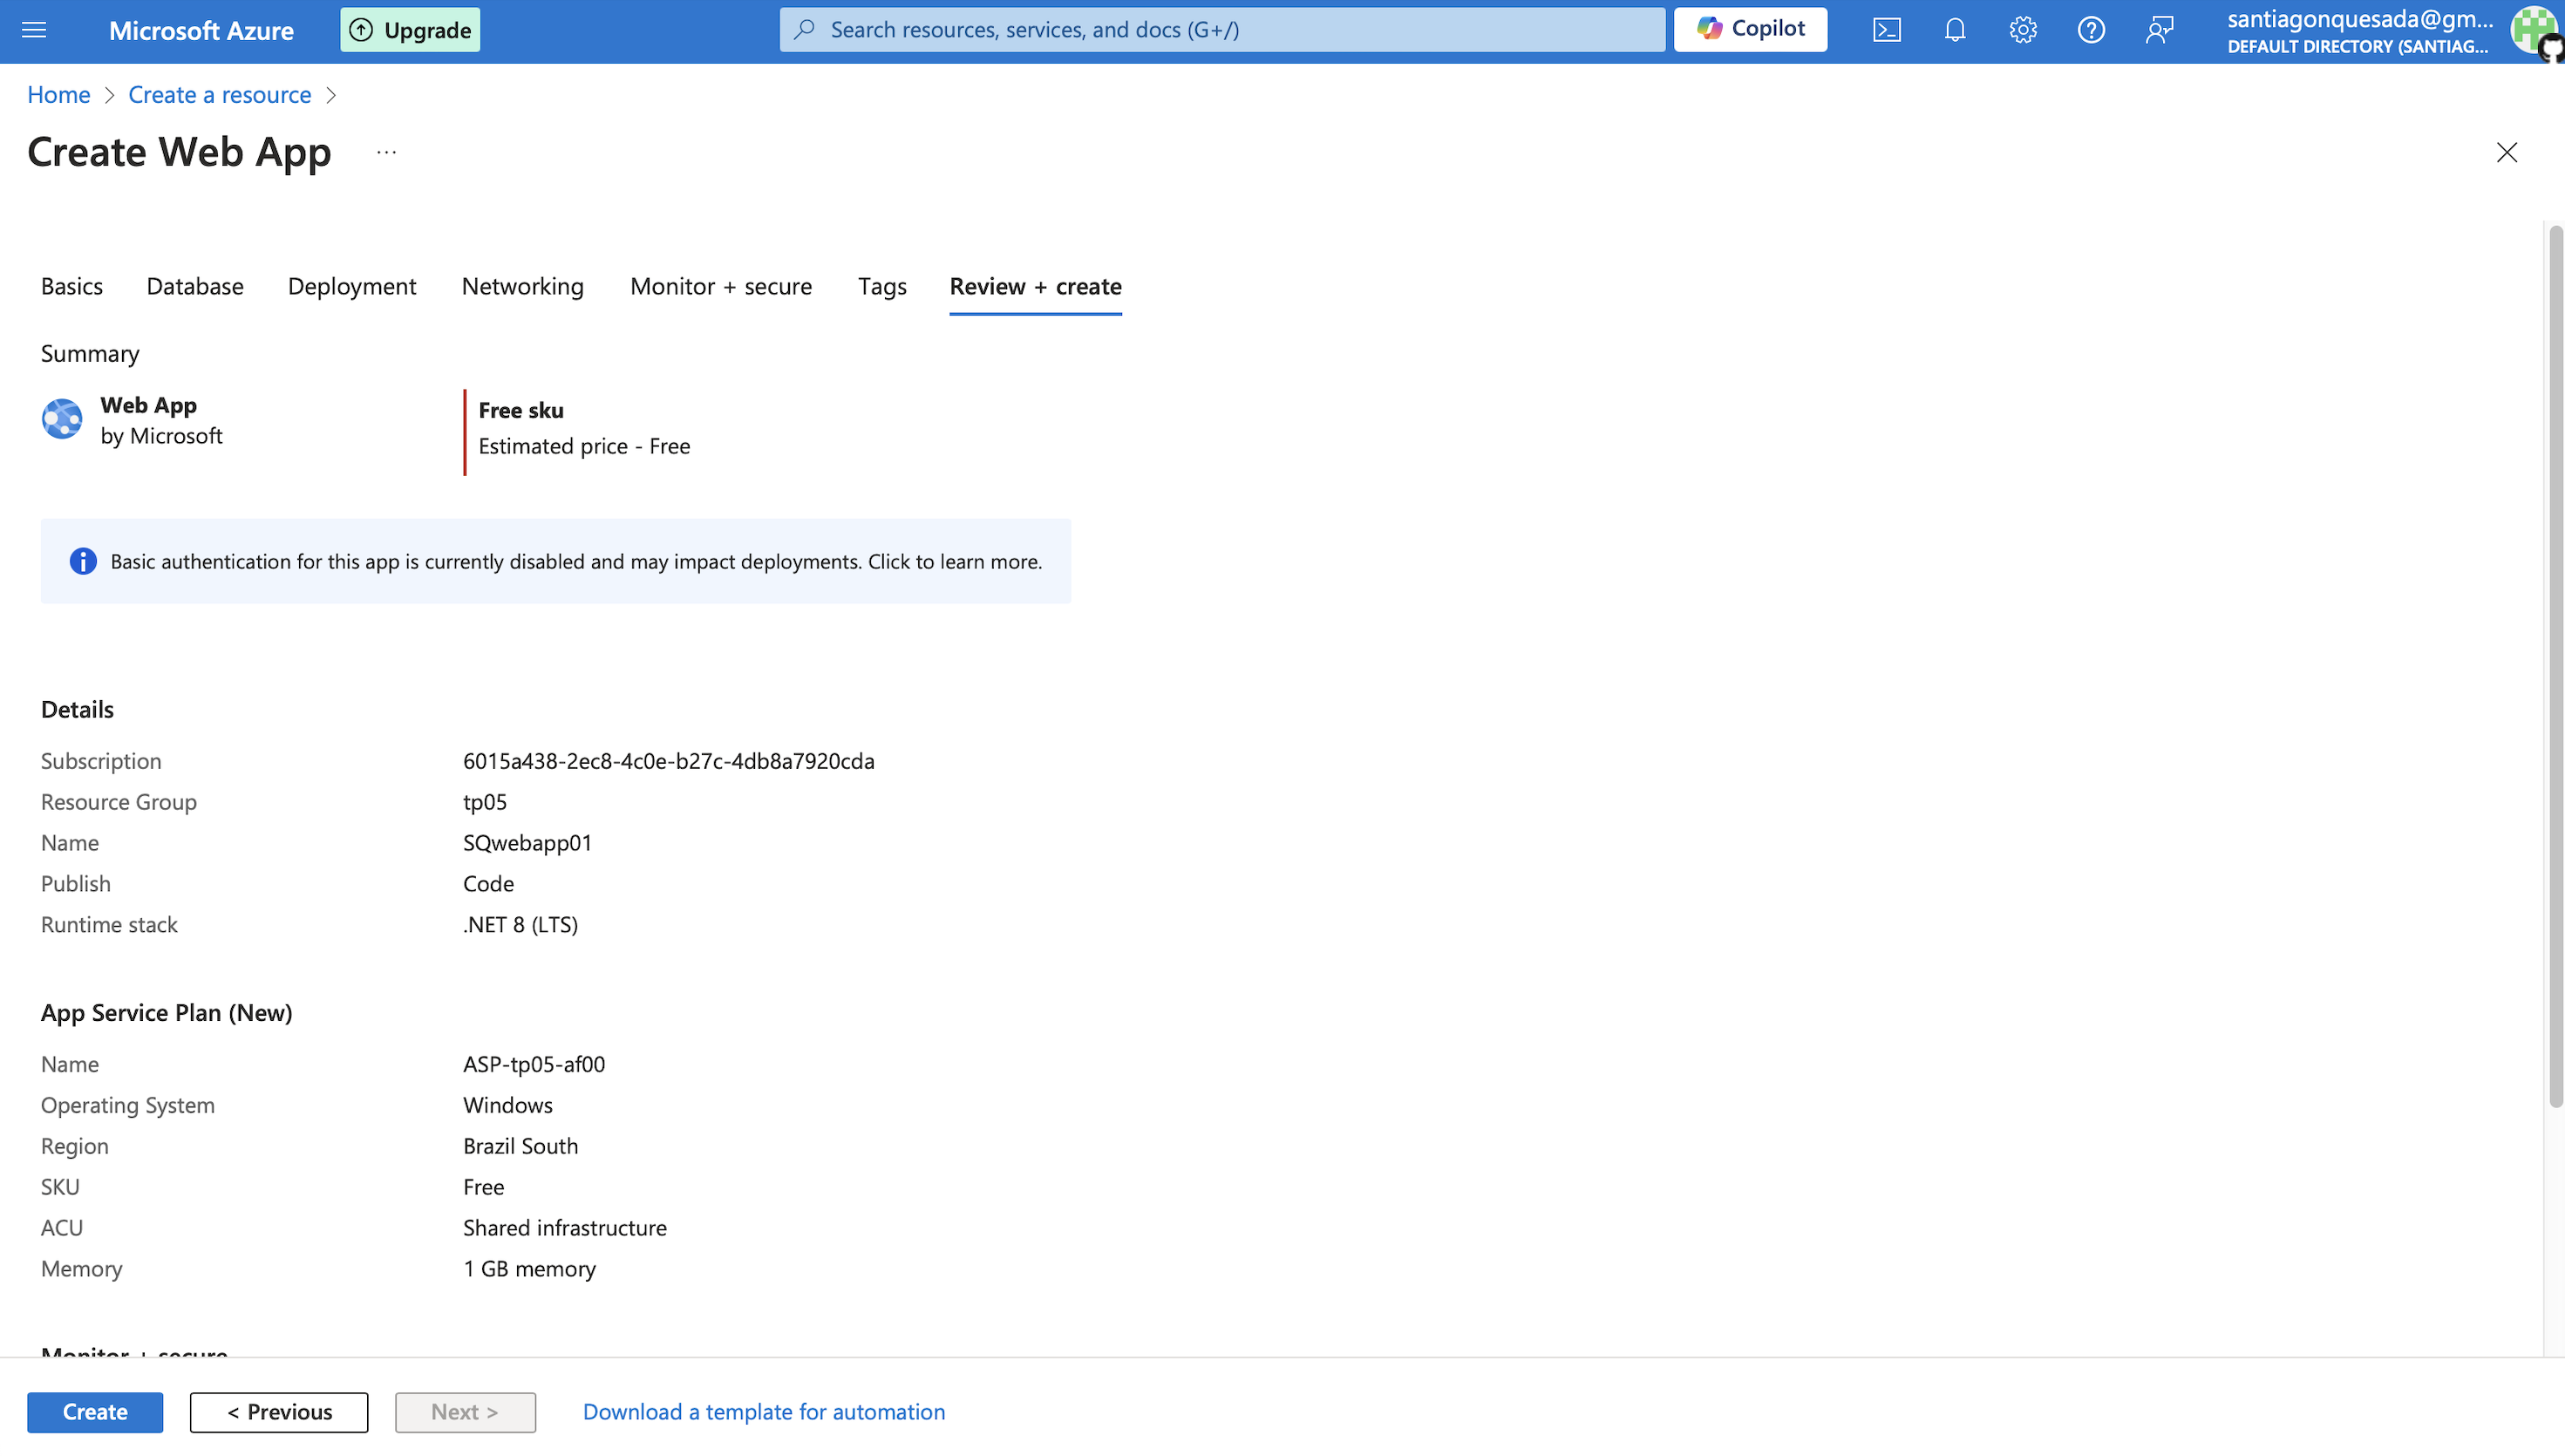 Microsoft Azure
Upgrade
Search resources, services, and docs (G+/)
Copilot
santiagonquesada@gm...
DEFAULT DIRECTORY (SANTIAG...
Home > Create a resource >
Create Web App ...
Basics Database Deployment Networking Monitor + secure Tags Review + create
Summary
Web App
by Microsoft
Free sku
Estimated price - Free
Basic authentication for this app is currently disabled and may impact deployments. Click to learn more.
Details
Subscription 6015a438-2ec8-4c0e-b27c-4db8a7920cda
Resource Group tp05
Name SQwebapp01
Publish Code
Runtime stack .NET 8 (LTS)
App Service Plan (New)
Name ASP-tp05-af00
Operating System Windows
Region Brazil South
SKU Free
ACU Shared infrastructure
Memory 1 GB memory
Monitor + secure
Create < Previous Next > Download a template for automation